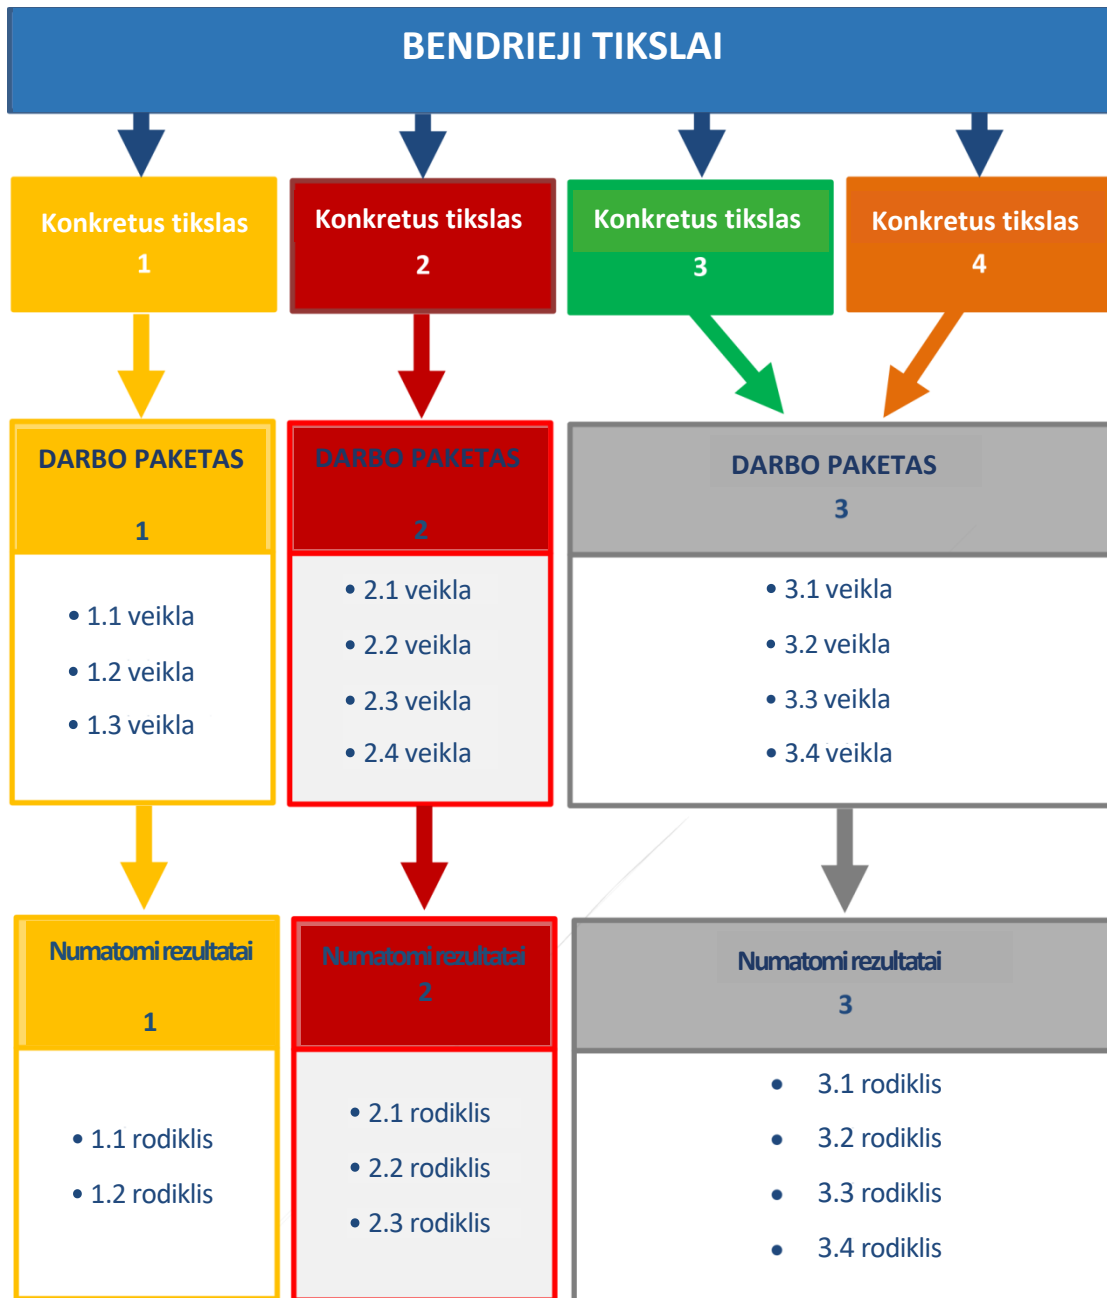 BENDRIEJI TIKSLAI
Konkretus tikslas
1
Konkretus tikslas
2
Konkretus tikslas
3
Konkretus tikslas
4
DARBO PAKETAS
1
• 1.1 veikla
• 1.2 veikla
• 1.3 veikla
DARBO PAKETAS
2
• 2.1 veikla
• 2.2 veikla
• 2.3 veikla
• 2.4 veikla
DARBO PAKETAS
3
• 3.1 veikla
• 3.2 veikla
• 3.3 veikla
• 3.4 veikla
Numatomi rezultatai
1
• 1.1 rodiklis
• 1.2 rodiklis
Numatomi rezultatai
2
• 2.1 rodiklis
• 2.2 rodiklis
• 2.3 rodiklis
Numatomi rezultatai
3
• 3.1 rodiklis
• 3.2 rodiklis
• 3.3 rodiklis
• 3.4 rodiklis